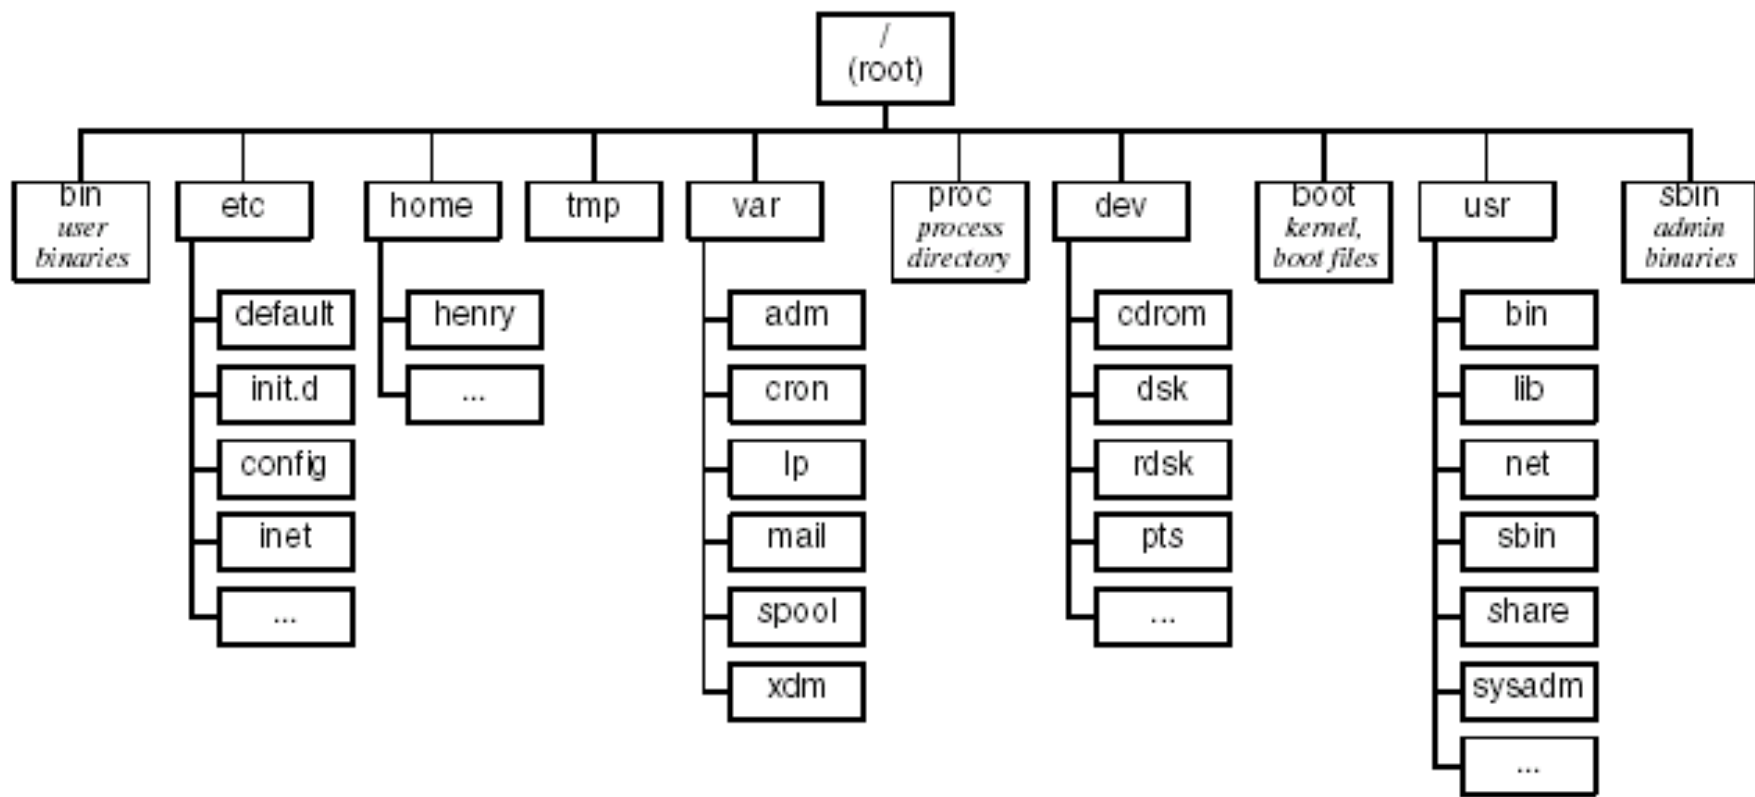 /
(root)
bin
user
binaries
etc
home
tmp
var
proc
process
directory
dev
boot
kernel,
boot files
usr
sbin
admin
binaries
default
init.d
config
inet
...
henry
...
adm
cron
lp
mail
spool
xdm
cdrom
dsk
rdsk
pts
...
bin
lib
net
sbin
share
sysadm
...